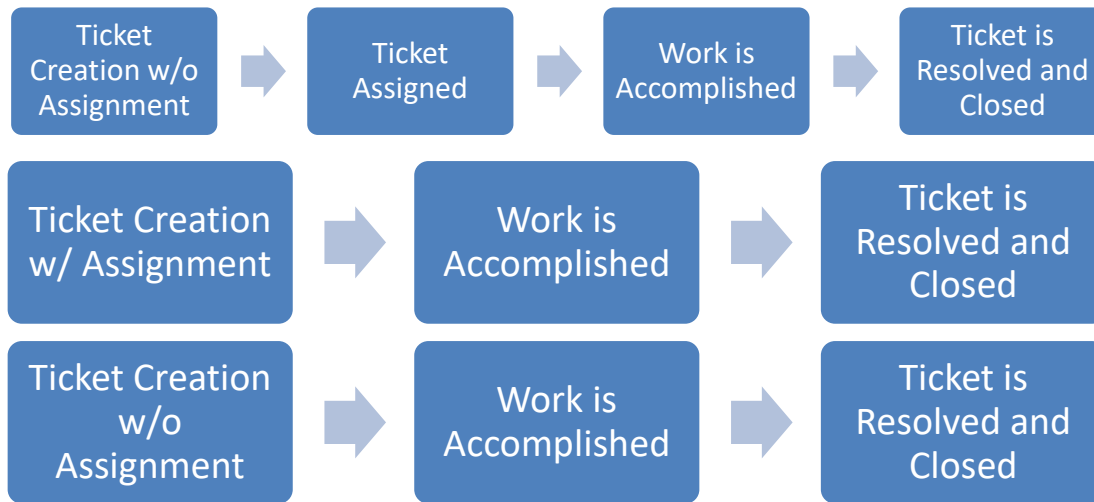 Ticket
Creation w/o
Assignment
Ticket
Assigned
Work is
Accomplished
Ticket is
Resolved and
Closed
Ticket Creation
w/ Assignment
Work is
Accomplished
Ticket is
Resolved and
Closed
Ticket Creation
w/o
Assignment
Work is
Accomplished
Ticket is
Resolved and
Closed